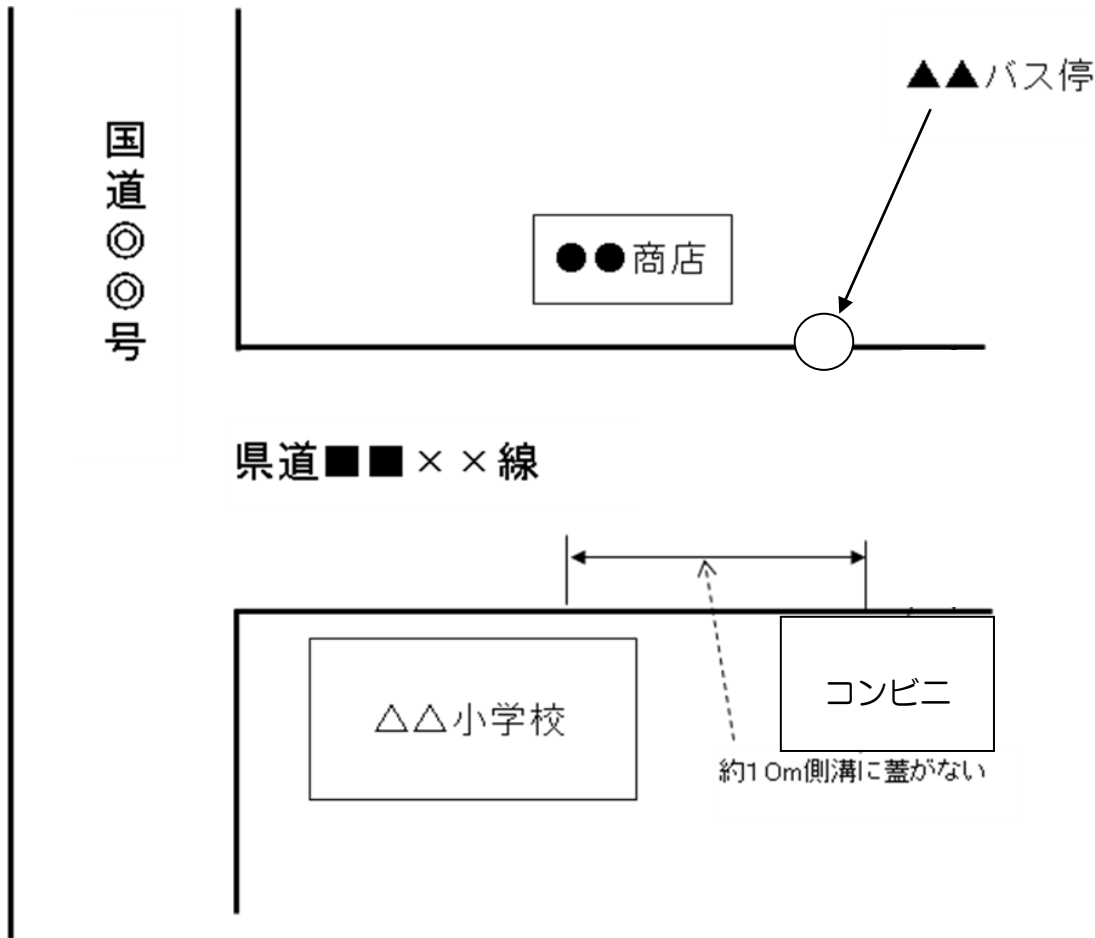 ▲▲バス停
国道◎◎号
●●商店
県道■■××線
△△小学校
コンビニ
約10m側溝に蓋がない